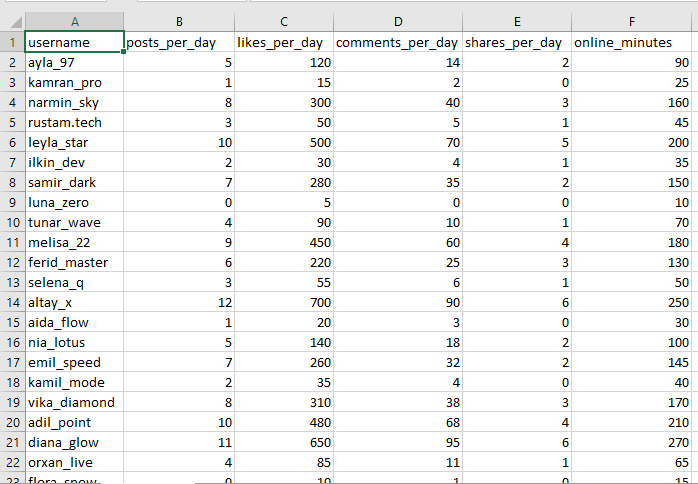 A B C D E F
1 username posts_per_day likes_per_day comments_per_day shares_per_day online_minutes
2 ayla_97 5 120 14 2 90
3 kamran_pro 1 15 2 0 25
4 narmin_sky 8 300 40 3 160
5 rustam.tech 3 50 5 1 45
6 leyla_star 10 500 70 5 200
7 ilkin_dev 2 30 4 1 35
8 samir_dark 7 280 35 2 150
9 luna_zero 0 5 0 0 10
10 tunar_wave 4 90 10 1 70
11 melisa_22 9 450 60 4 180
12 ferid_master 6 220 25 3 130
13 selena_q 3 55 6 1 50
14 altay_x 12 700 90 6 250
15 aida_flow 1 20 3 0 30
16 nia_lotus 5 140 18 2 100
17 emil_speed 7 260 32 2 145
18 kamil_mode 2 35 4 0 40
19 vika_diamond 8 310 38 3 170
20 adil_point 10 480 68 4 210
21 diana_glow 11 650 95 6 270
22 orxan_live 4 85 11 1 65
23 flora_snow 0 10 1 0 15